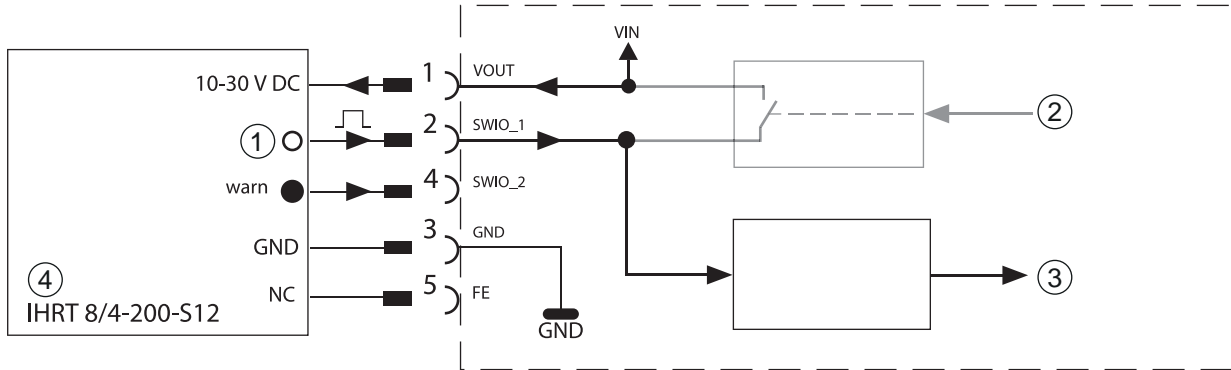 VIN
10-30 V DC 1 VOUT
1 2 SWIO_1 2
warn 4 SWIO_2
GND 3 GND
4 NC 5 FE 3
IHRT 8/4-200-S12
GND